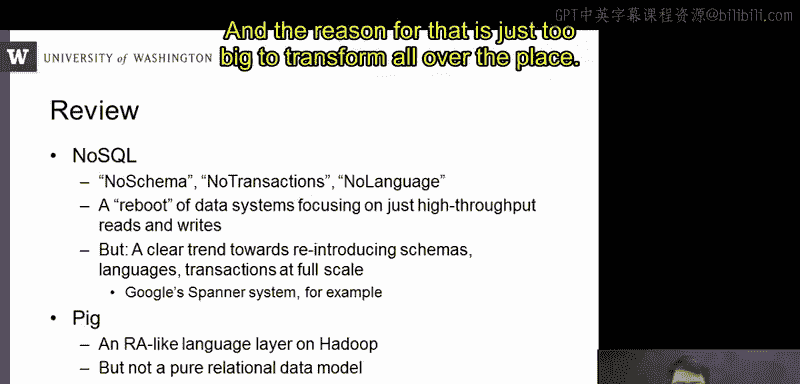 GPT中英字幕课程资源@bilibili.com
And the reason for that is just too
big to transform all over the place.
W UNIVERSITY of WASHINGTON
Review
• NoSQL
– “NoSchema”, “NoTransactions”, “NoLanguage”
– A “reboot” of data systems focusing on just high-throughput
reads and writes
– But: A clear trend towards re-introducing schemas,
languages, transactions at full scale
• Google’s Spanner system, for example
• Pig
– An RA-like language layer on Hadoop
– But not a pure relational data model